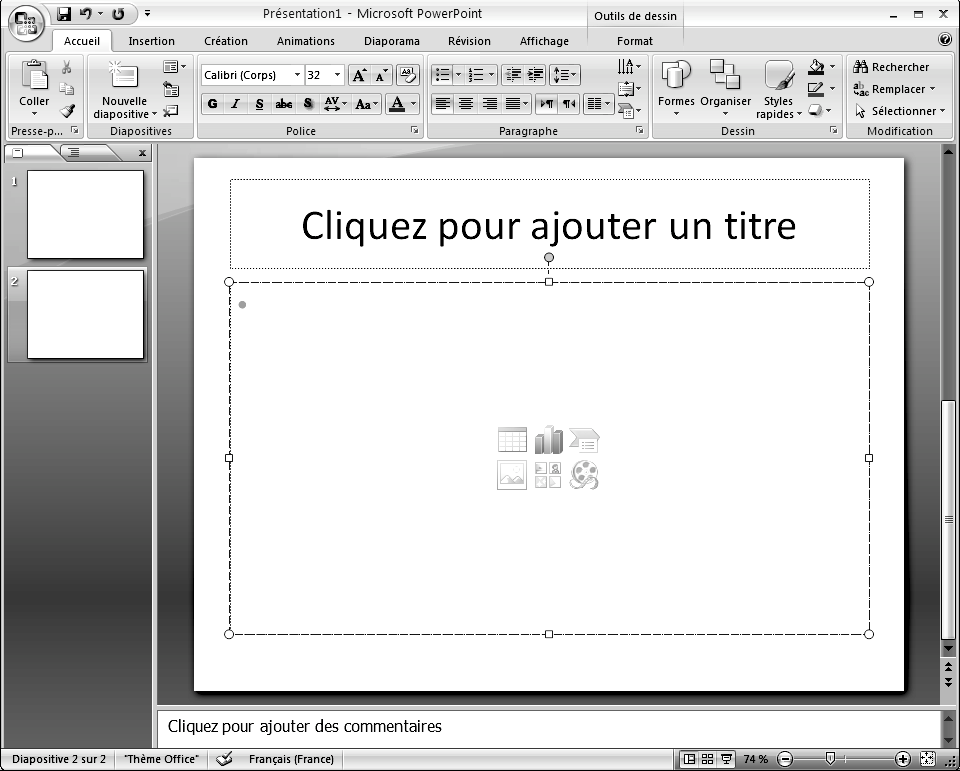 Présentation1 - Microsoft PowerPoint
Outils de dessin
Accueil Insertion Création Animations Diaporama Révision Affichage Format
Calibri (Corps) 32
Rechercher
Remplacer
Sélectionner
Coller
Nouvelle
diapositive
G I S abc S AV Aa A
Formes Organiser Styles
rapides
Presse-p... Diapositives Police Paragraphe Dessin Modification
1
2
Cliquez pour ajouter un titre
Cliquez pour ajouter des commentaires
Diapositive 2 sur 2 "Thème Office" Français (France) 74 %